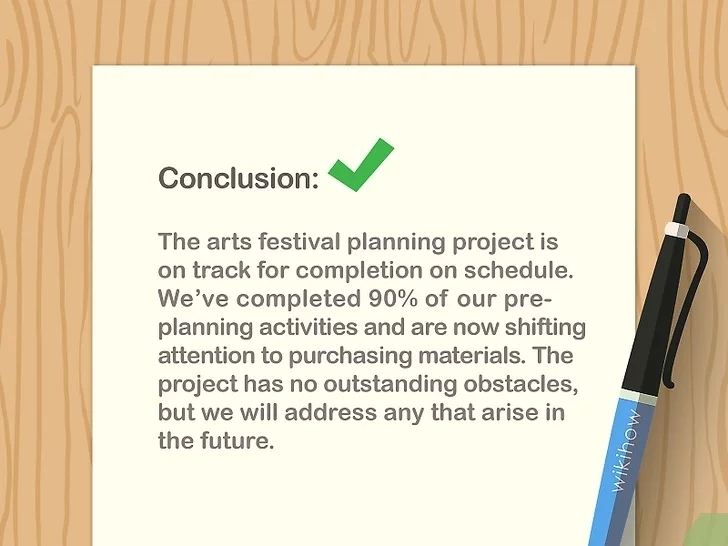 Conclusion:
The arts festival planning project is
on track for completion on schedule.
We've completed 90% of our pre-
planning activities and are now shifting
attention to purchasing materials. The
project has no outstanding obstacles,
but we will address any that arise in
the future.
wikihow